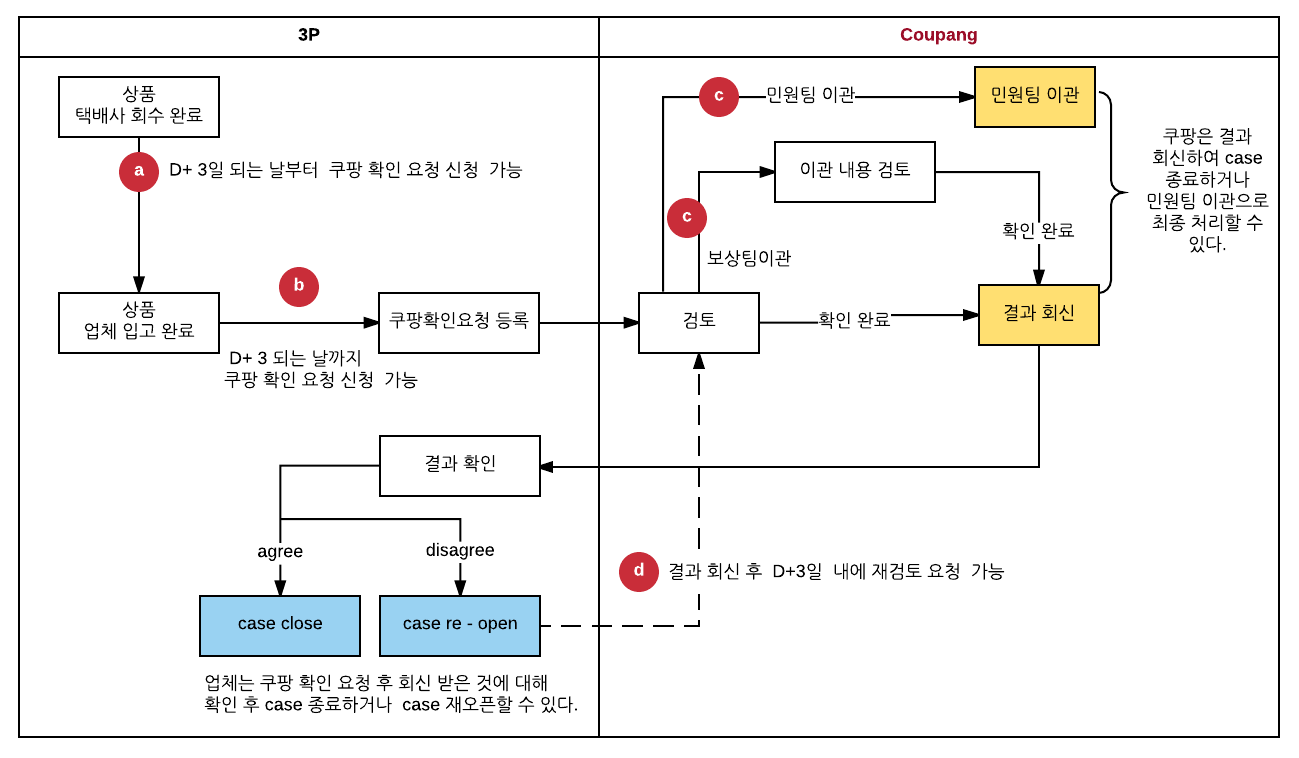 3P
Coupang
상품
택배사 회수 완료
a
D+ 3일 되는 날부터 쿠팡 확인 요청 신청 가능
상품
업체 입고 완료
b
D+ 3 되는 날까지
쿠팡 확인 요청 신청 가능
쿠팡확인요청 등록
c
민원팀 이관
민원팀 이관
이관 내용 검토
c
보상팀이관
확인 완료
검토
확인 완료
결과 회신
쿠팡은 결과
회신하여 case
종료하거나
민원팀 이관으로
최종 처리할 수
있다.
결과 확인
agree
disagree
d
결과 회신 후 D+3일 내에 재검토 요청 가능
case close
case re - open
업체는 쿠팡 확인 요청 후 회신 받은 것에 대해
확인 후 case 종료하거나 case 재오픈할 수 있다.